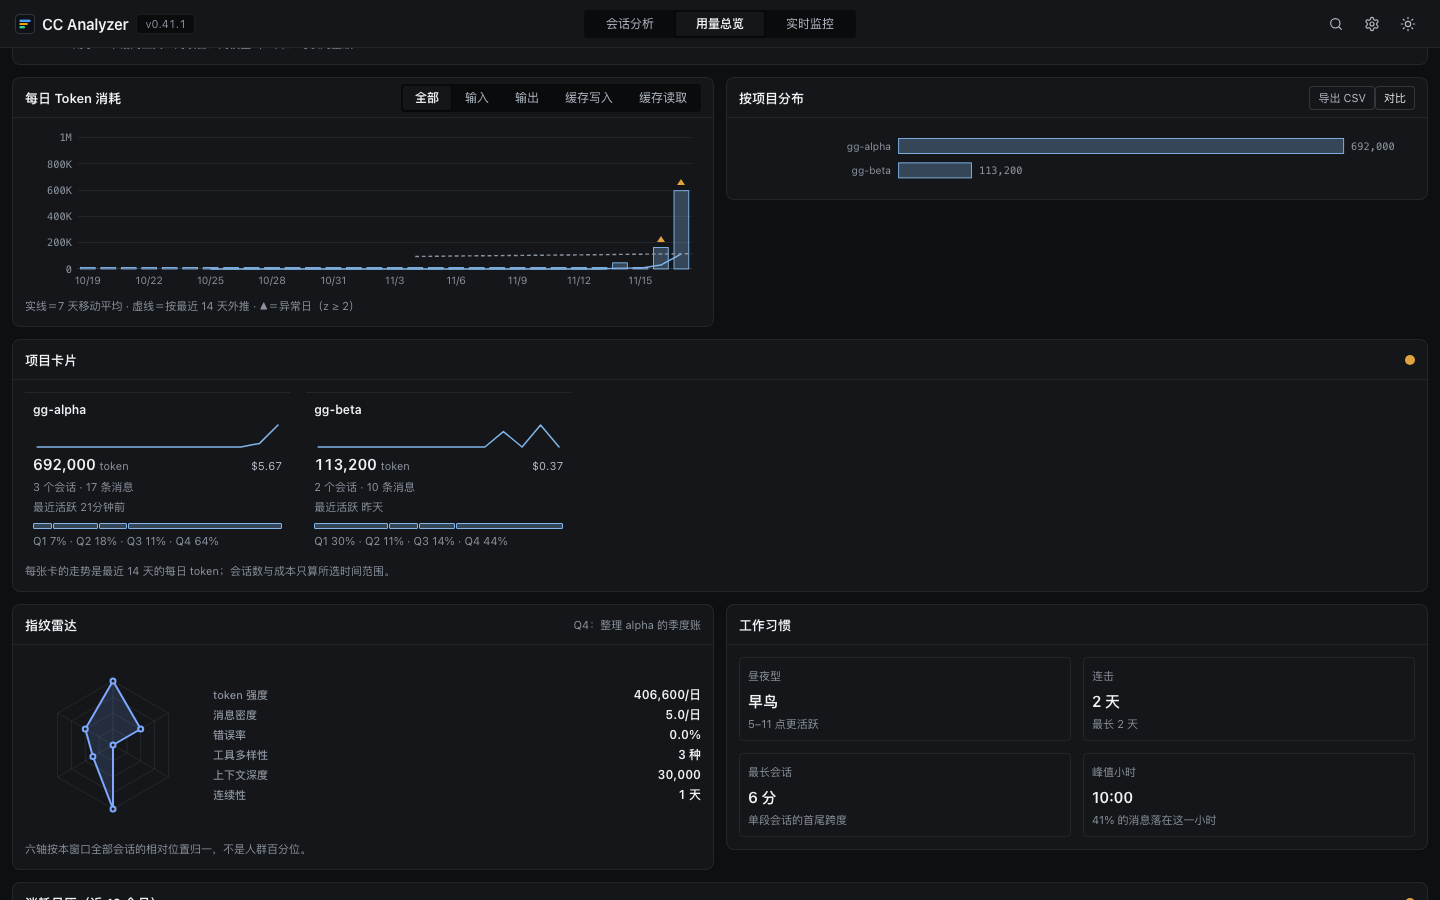 CC Analyzer v0.41.1
会话分析 用量总览 实时监控
每日 Token 消耗
全部 输入 输出 缓存写入 缓存读取
1M
800K
600K
400K
200K
0
10/19 10/22 10/25 10/28 10/31 11/3 11/6 11/9 11/12 11/15
实线＝7 天移动平均 · 虚线＝按最近 14 天外推 · ▲＝异常日（z ≥ 2）
按项目分布
导出 CSV 对比
gg-alpha 692,000
gg-beta 113,200
项目卡片
gg-alpha
692,000 token $5.67
3 个会话 · 17 条消息
最近活跃 21分钟前
Q1 7% · Q2 18% · Q3 11% · Q4 64%
gg-beta
113,200 token $0.37
2 个会话 · 10 条消息
最近活跃 昨天
Q1 30% · Q2 11% · Q3 14% · Q4 44%
每张卡的走势是最近 14 天的每日 token；会话数与成本只算所选时间范围。
指纹雷达 Q4：整理 alpha 的季度账
token 强度 406,600/日
消息密度 5.0/日
错误率 0.0%
工具多样性 3 种
上下文深度 30,000
连续性 1 天
六轴按本窗口全部会话的相对位置归一，不是人群百分位。
工作习惯
昼夜型
早鸟
5–11 点更活跃
连击
2 天
最长 2 天
最长会话
6 分
单段会话的首尾跨度
峰值小时
10:00
41% 的消息落在这一小时